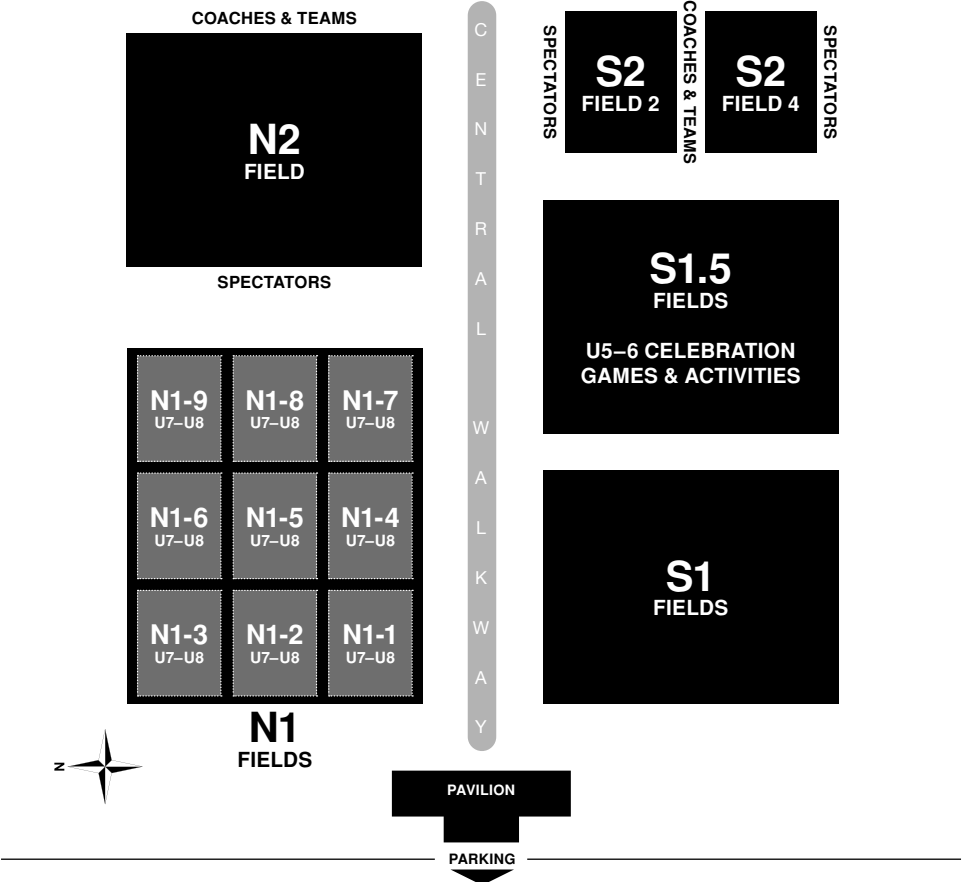 COACHES & TEAMS
N2
FIELD
SPECTATORS
N1-9
U7–U8
N1-8
U7–U8
N1-7
U7–U8
N1-6
U7–U8
N1-5
U7–U8
N1-4
U7–U8
N1-3
U7–U8
N1-2
U7–U8
N1-1
U7–U8
N1
FIELDS
N
CENTRAL WALKWAY
SPECTATORS
S2
FIELD 2
COACHES & TEAMS
S2
FIELD 4
SPECTATORS
S1.5
FIELDS
U5–6 CELEBRATION
GAMES & ACTIVITIES
S1
FIELDS
PAVILION
PARKING